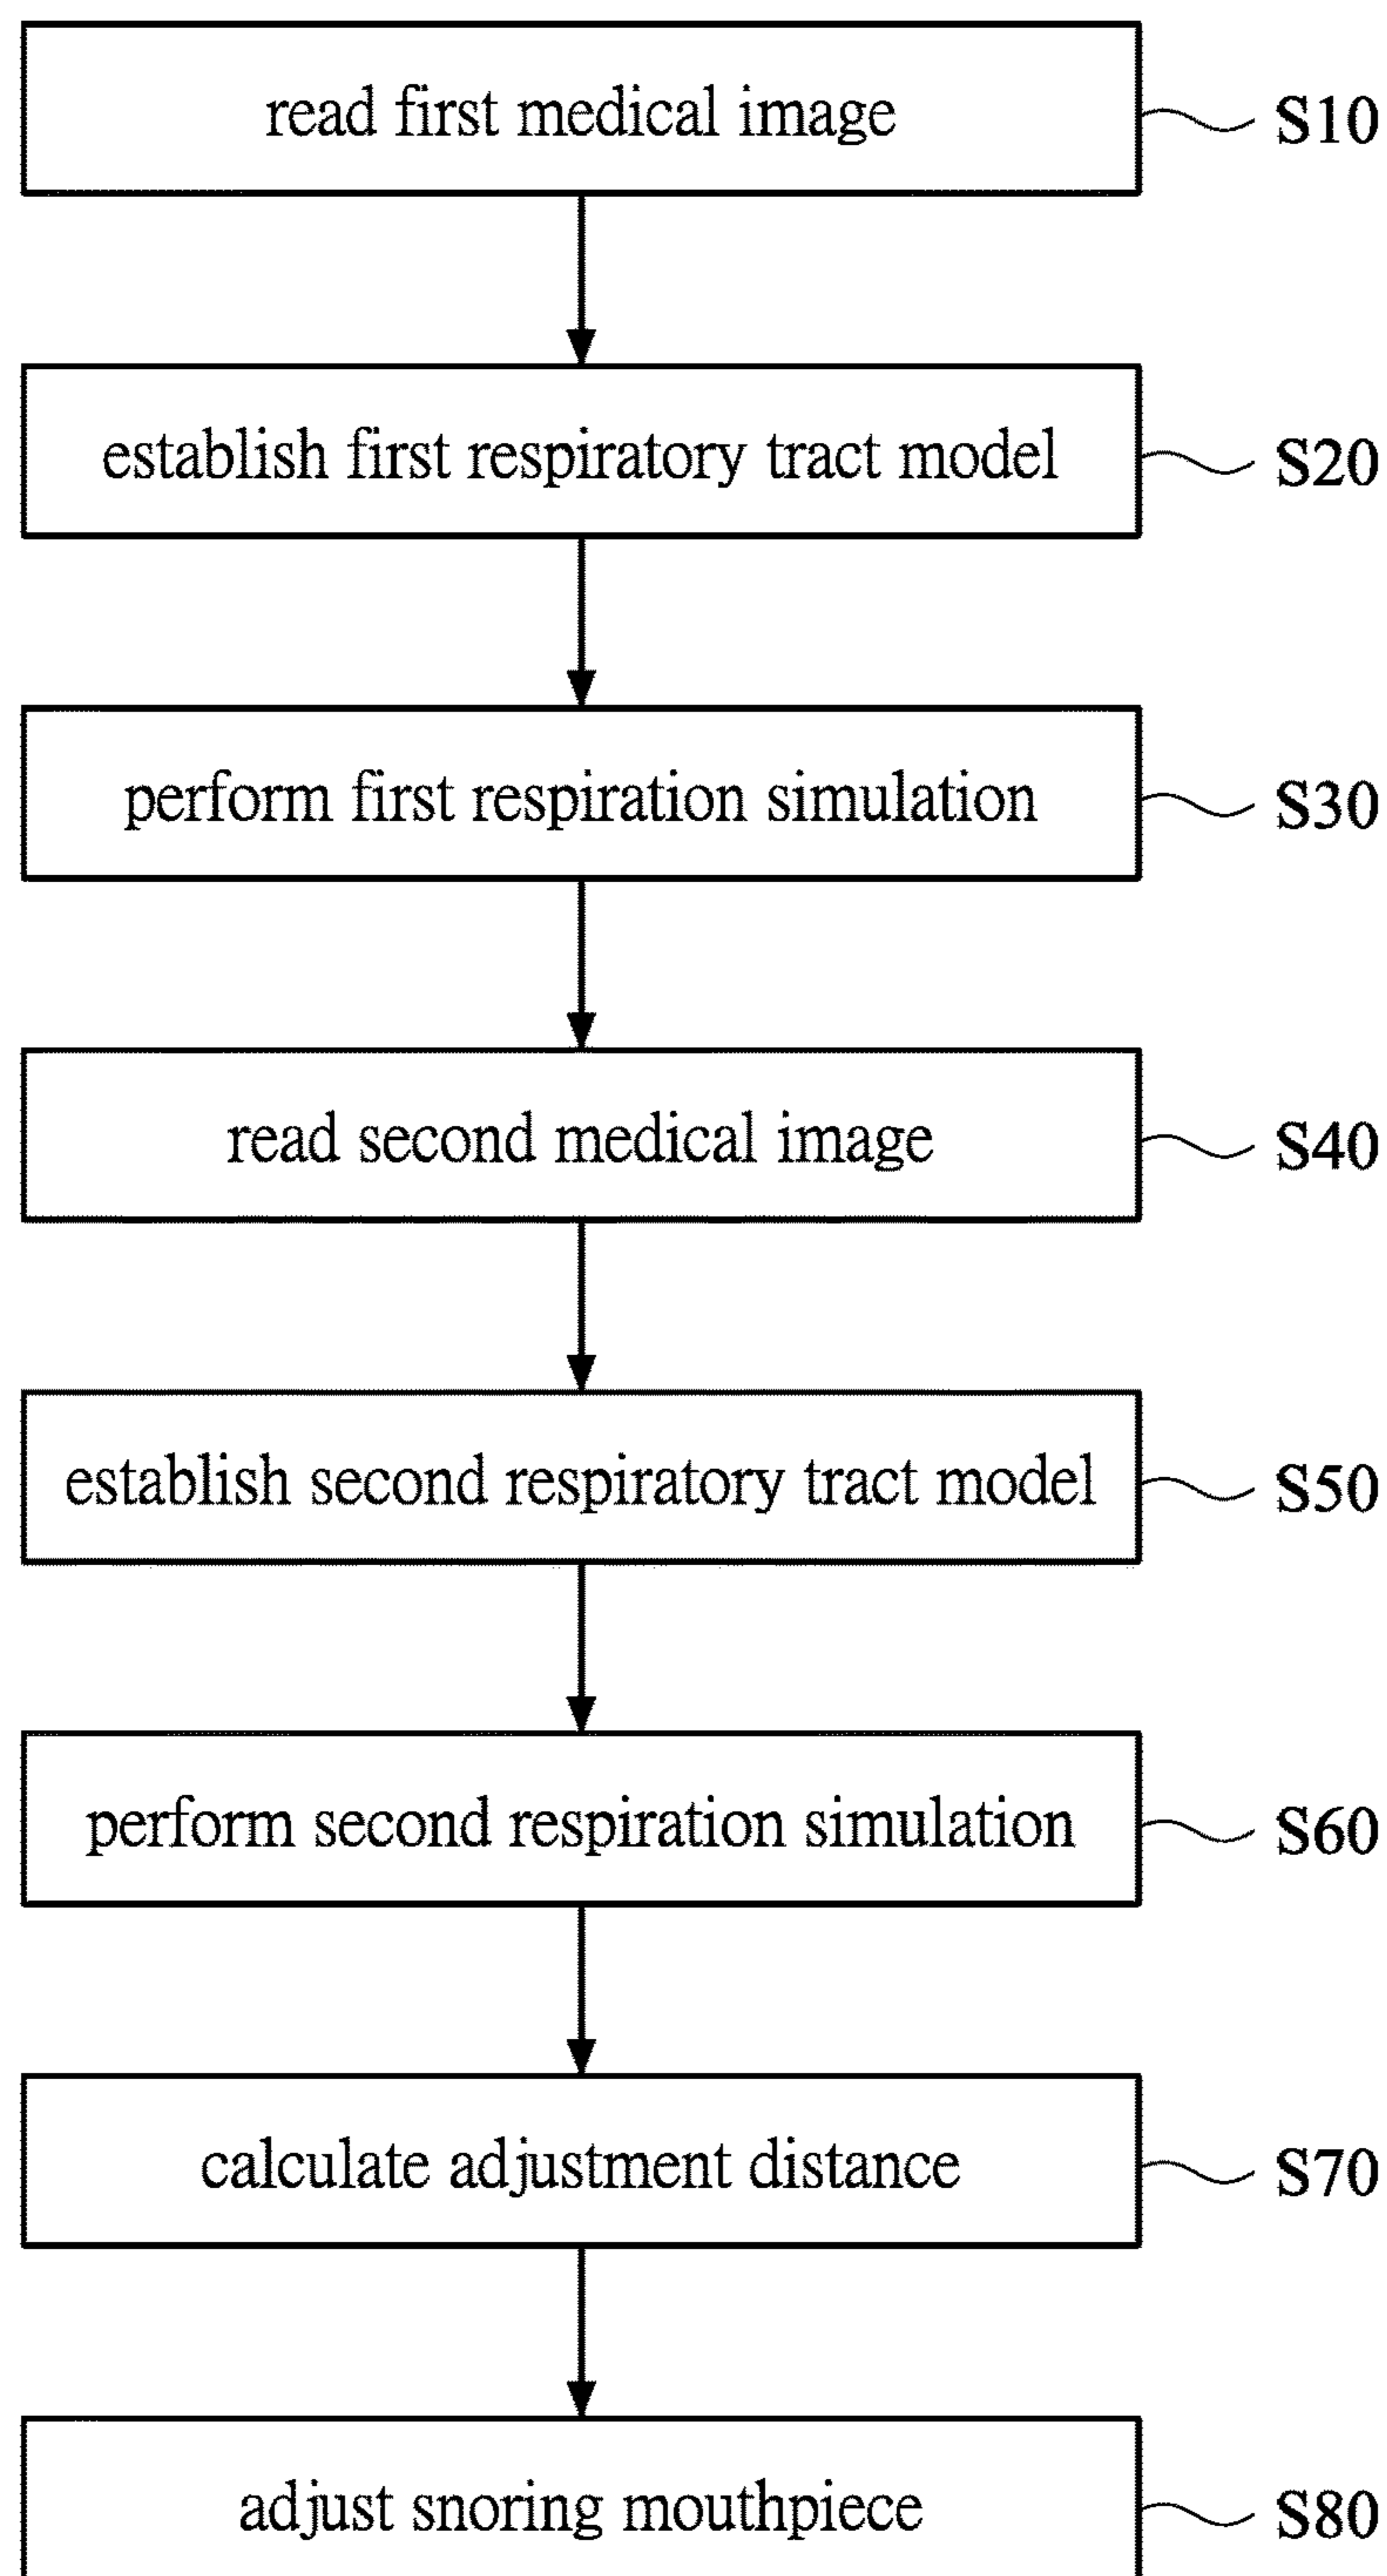 read first medical image S10
establish first respiratory tract model S20
perform first respiration simulation S30
read second medical image S40
establish second respiratory tract model S50
perform second respiration simulation S60
calculate adjustment distance S70
adjust snoring mouthpiece S80